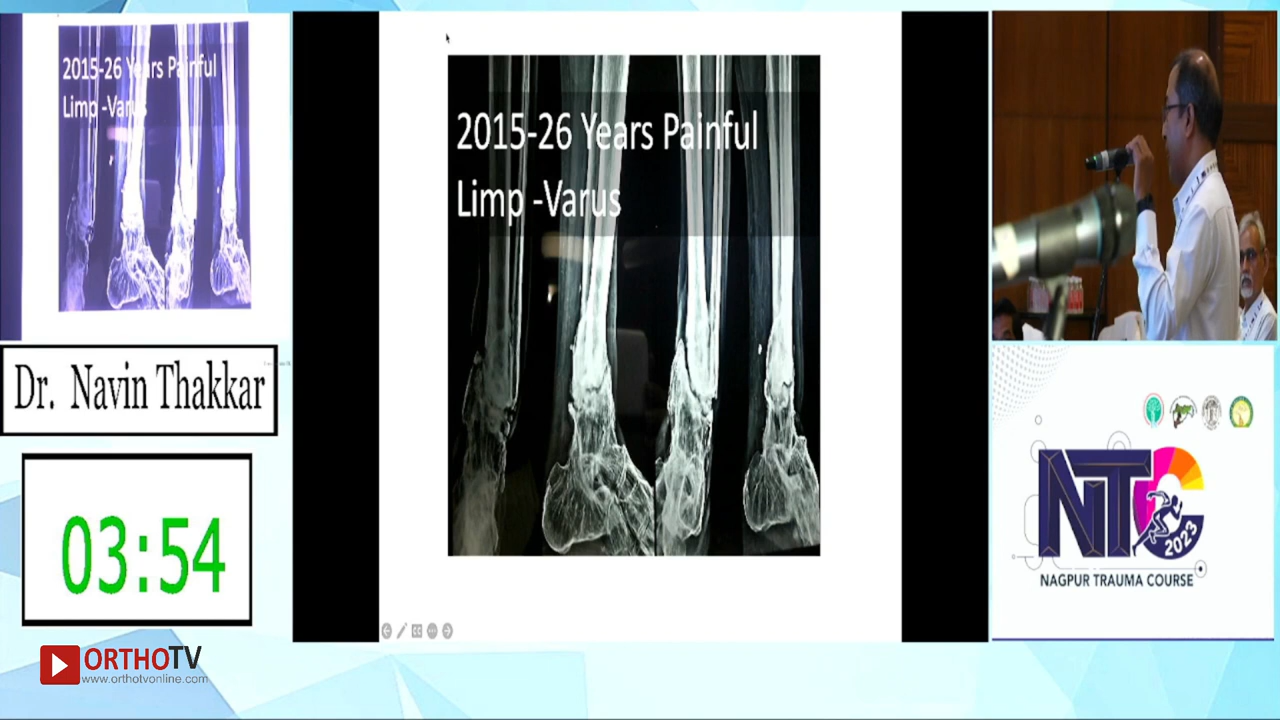 2015-26 Years Painful
Limp -Varus
2015-26 Years Painful
Limp -Varus
Dr. Navin Thakkar
03:54
ORTHOTV
www.orthotvonline.com
NTC
2023
NAGPUR TRAUMA COURSE